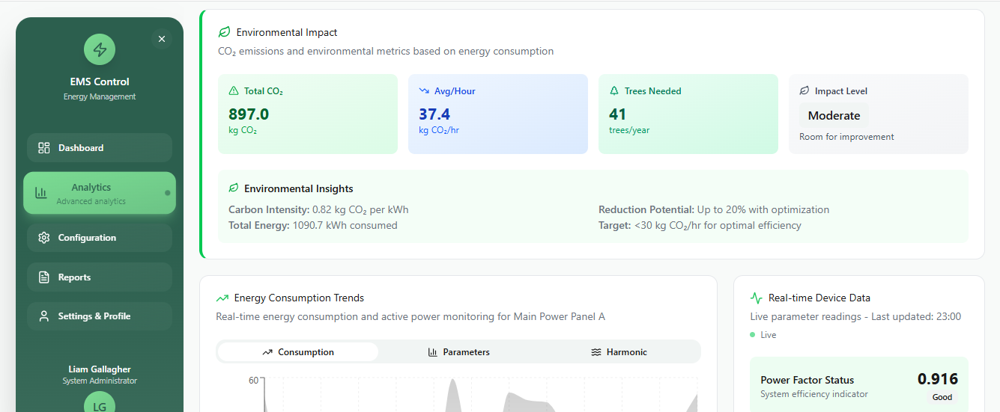 EMS Control
Energy Management
Dashboard
Analytics
Advanced analytics
Configuration
Reports
Settings & Profile
Liam Gallagher
System Administrator
LG
Environmental Impact
CO₂ emissions and environmental metrics based on energy consumption
Total CO₂
897.0
kg CO₂
Avg/Hour
37.4
kg CO₂/hr
Trees Needed
41
trees/year
Impact Level
Moderate
Room for improvement
Environmental Insights
Carbon Intensity: 0.82 kg CO₂ per kWh
Total Energy: 1090.7 kWh consumed
Reduction Potential: Up to 20% with optimization
Target: <30 kg CO₂/hr for optimal efficiency
Energy Consumption Trends
Real-time energy consumption and active power monitoring for Main Power Panel A
Consumption Parameters Harmonic
60
Real-time Device Data
Live parameter readings - Last updated: 23:00
Live
Power Factor Status
System efficiency indicator
0.916
Good